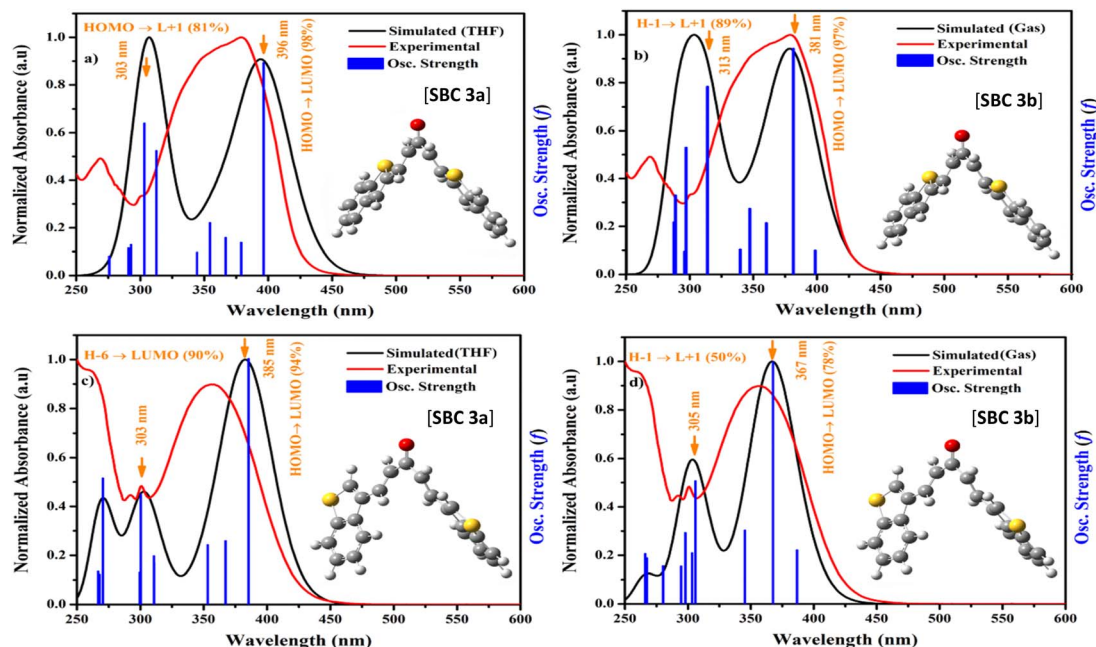 HOMO → L+1 (81%)
a)
303 nm
396 nm
HOMO → LUMO (98%)
Simulated (THF)
Experimental
Osc. Strength
[SBC 3a]
Normalized Absorbance (a.u)
Osc. Strength (f)
1.0
0.8
0.6
0.4
0.2
0.0
250 300 350 400 450 500 550 600
Wavelength (nm)
H-1 → L+1 (89%)
b)
313 nm
381 nm
HOMO → LUMO (97%)
Simulated (Gas)
Experimental
Osc. Strength
[SBC 3b]
Normalized Absorbance (a.u)
Osc. Strength (f)
1.0
0.8
0.6
0.4
0.2
0.0
250 300 350 400 450 500 550 600
Wavelength (nm)
H-6 → LUMO (90%)
c)
303 nm
385 nm
HOMO→ LUMO (94%)
Simulated (THF)
Experimental
Osc. Strength
[SBC 3a]
Normalized Absorbance (a.u)
Osc. Strength (f)
1.0
0.8
0.6
0.4
0.2
0.0
250 300 350 400 450 500 550 600
Wavelength (nm)
H-1 → L+1 (50%)
d)
305 nm
367 nm
HOMO→ LUMO (78%)
Simulated (Gas)
Experimental
Osc. Strength
[SBC 3b]
Normalized Absorbance (a.u)
Osc. Strength (f)
1.0
0.8
0.6
0.4
0.2
0.0
250 300 350 400 450 500 550 600
Wavelength (nm)